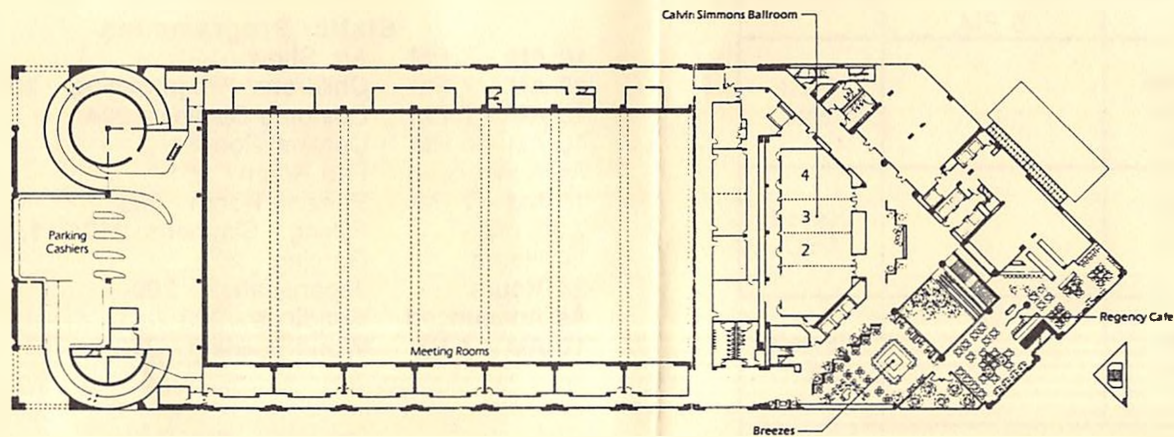 Calvin Simmons Ballroom
4
3
2
Parking
Cashiers
Meeting Rooms
Regency Cafe
Breezes